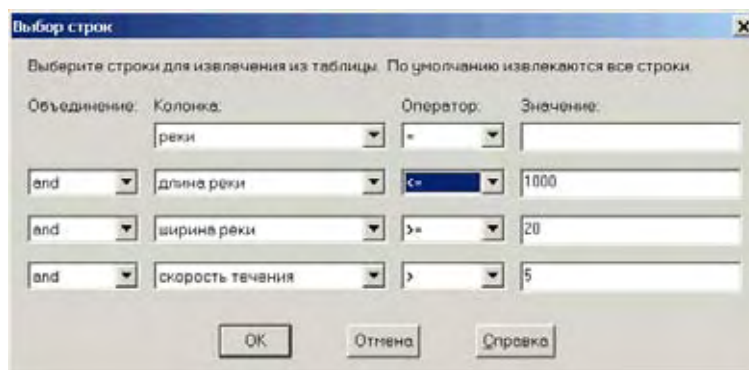 Выбор строк
Выберите строки для извлечения из таблицы. По умолчанию извлекаются все строки.
Объединение: Колонка: Оператор: Значение:
реки =
and длина реки <= 1000
and ширина реки >= 20
and скорость течения > 5
OK Отмена Справка